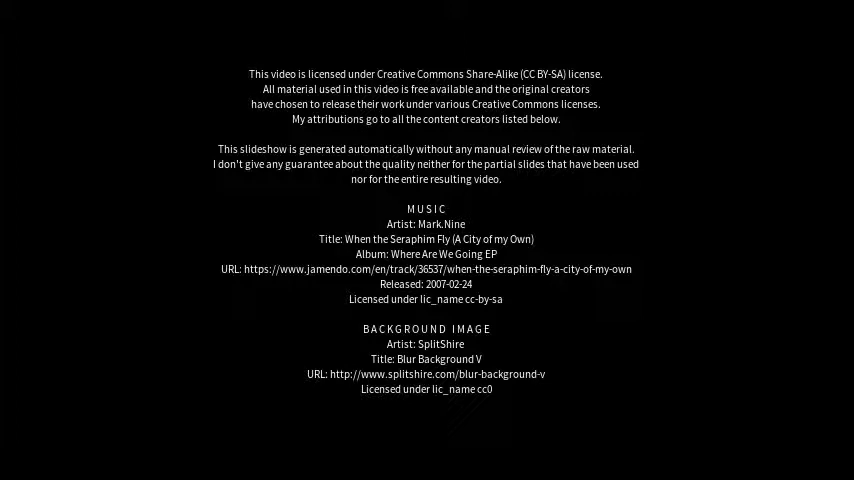 This video is licensed under Creative Commons Share-Alike (CC BY-SA) license.
All material used in this video is free available and the original creators
have chosen to release their work under various Creative Commons licenses.
My attributions go to all the content creators listed below.
This slideshow is generated automatically without any manual review of the raw material.
I don't give any guarantee about the quality neither for the partial slides that have been used
nor for the entire resulting video.
MUSIC
Artist: Mark.Nine
Title: When the Seraphim Fly (A City of my Own)
Album: Where Are We Going EP
URL: https://www.jamendo.com/en/track/36537/when-the-seraphim-fly-a-city-of-my-own
Released: 2007-02-24
Licensed under lic_name cc-by-sa
BACKGROUND IMAGE
Artist: SplitShire
Title: Blur Background V
URL: http://www.splitshire.com/blur-background-v
Licensed under lic_name cc0